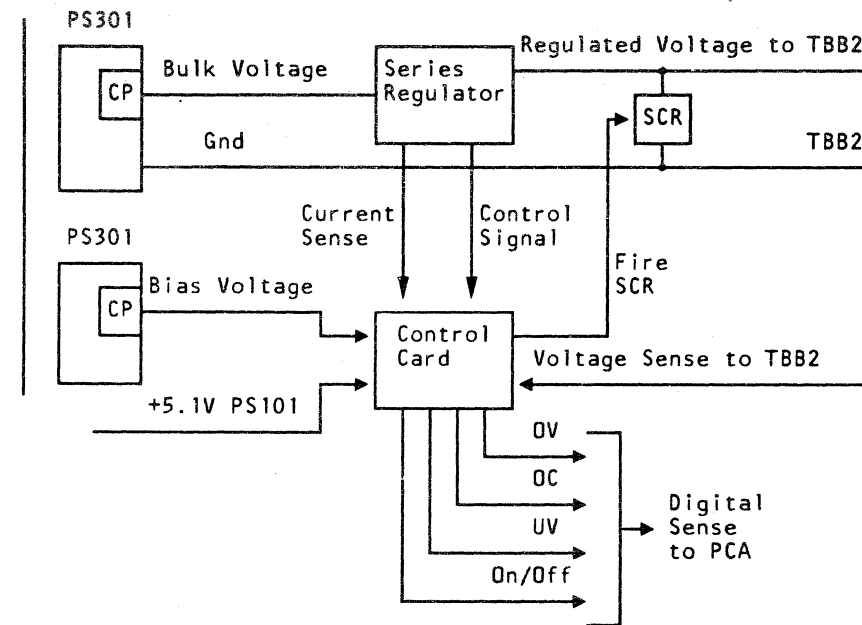 PS301
Regulated Voltage to TBB2
Bulk Voltage
Series
Regulator
CP
SCR
Gnd
TBB2
Current
Sense
Control
Signal
PS301
Fire
SCR
Bias Voltage
CP
Control
Card
Voltage Sense to TBB2
+5.1V PS101
OV
OC
Digital
Sense
to PCA
UV
On/Off